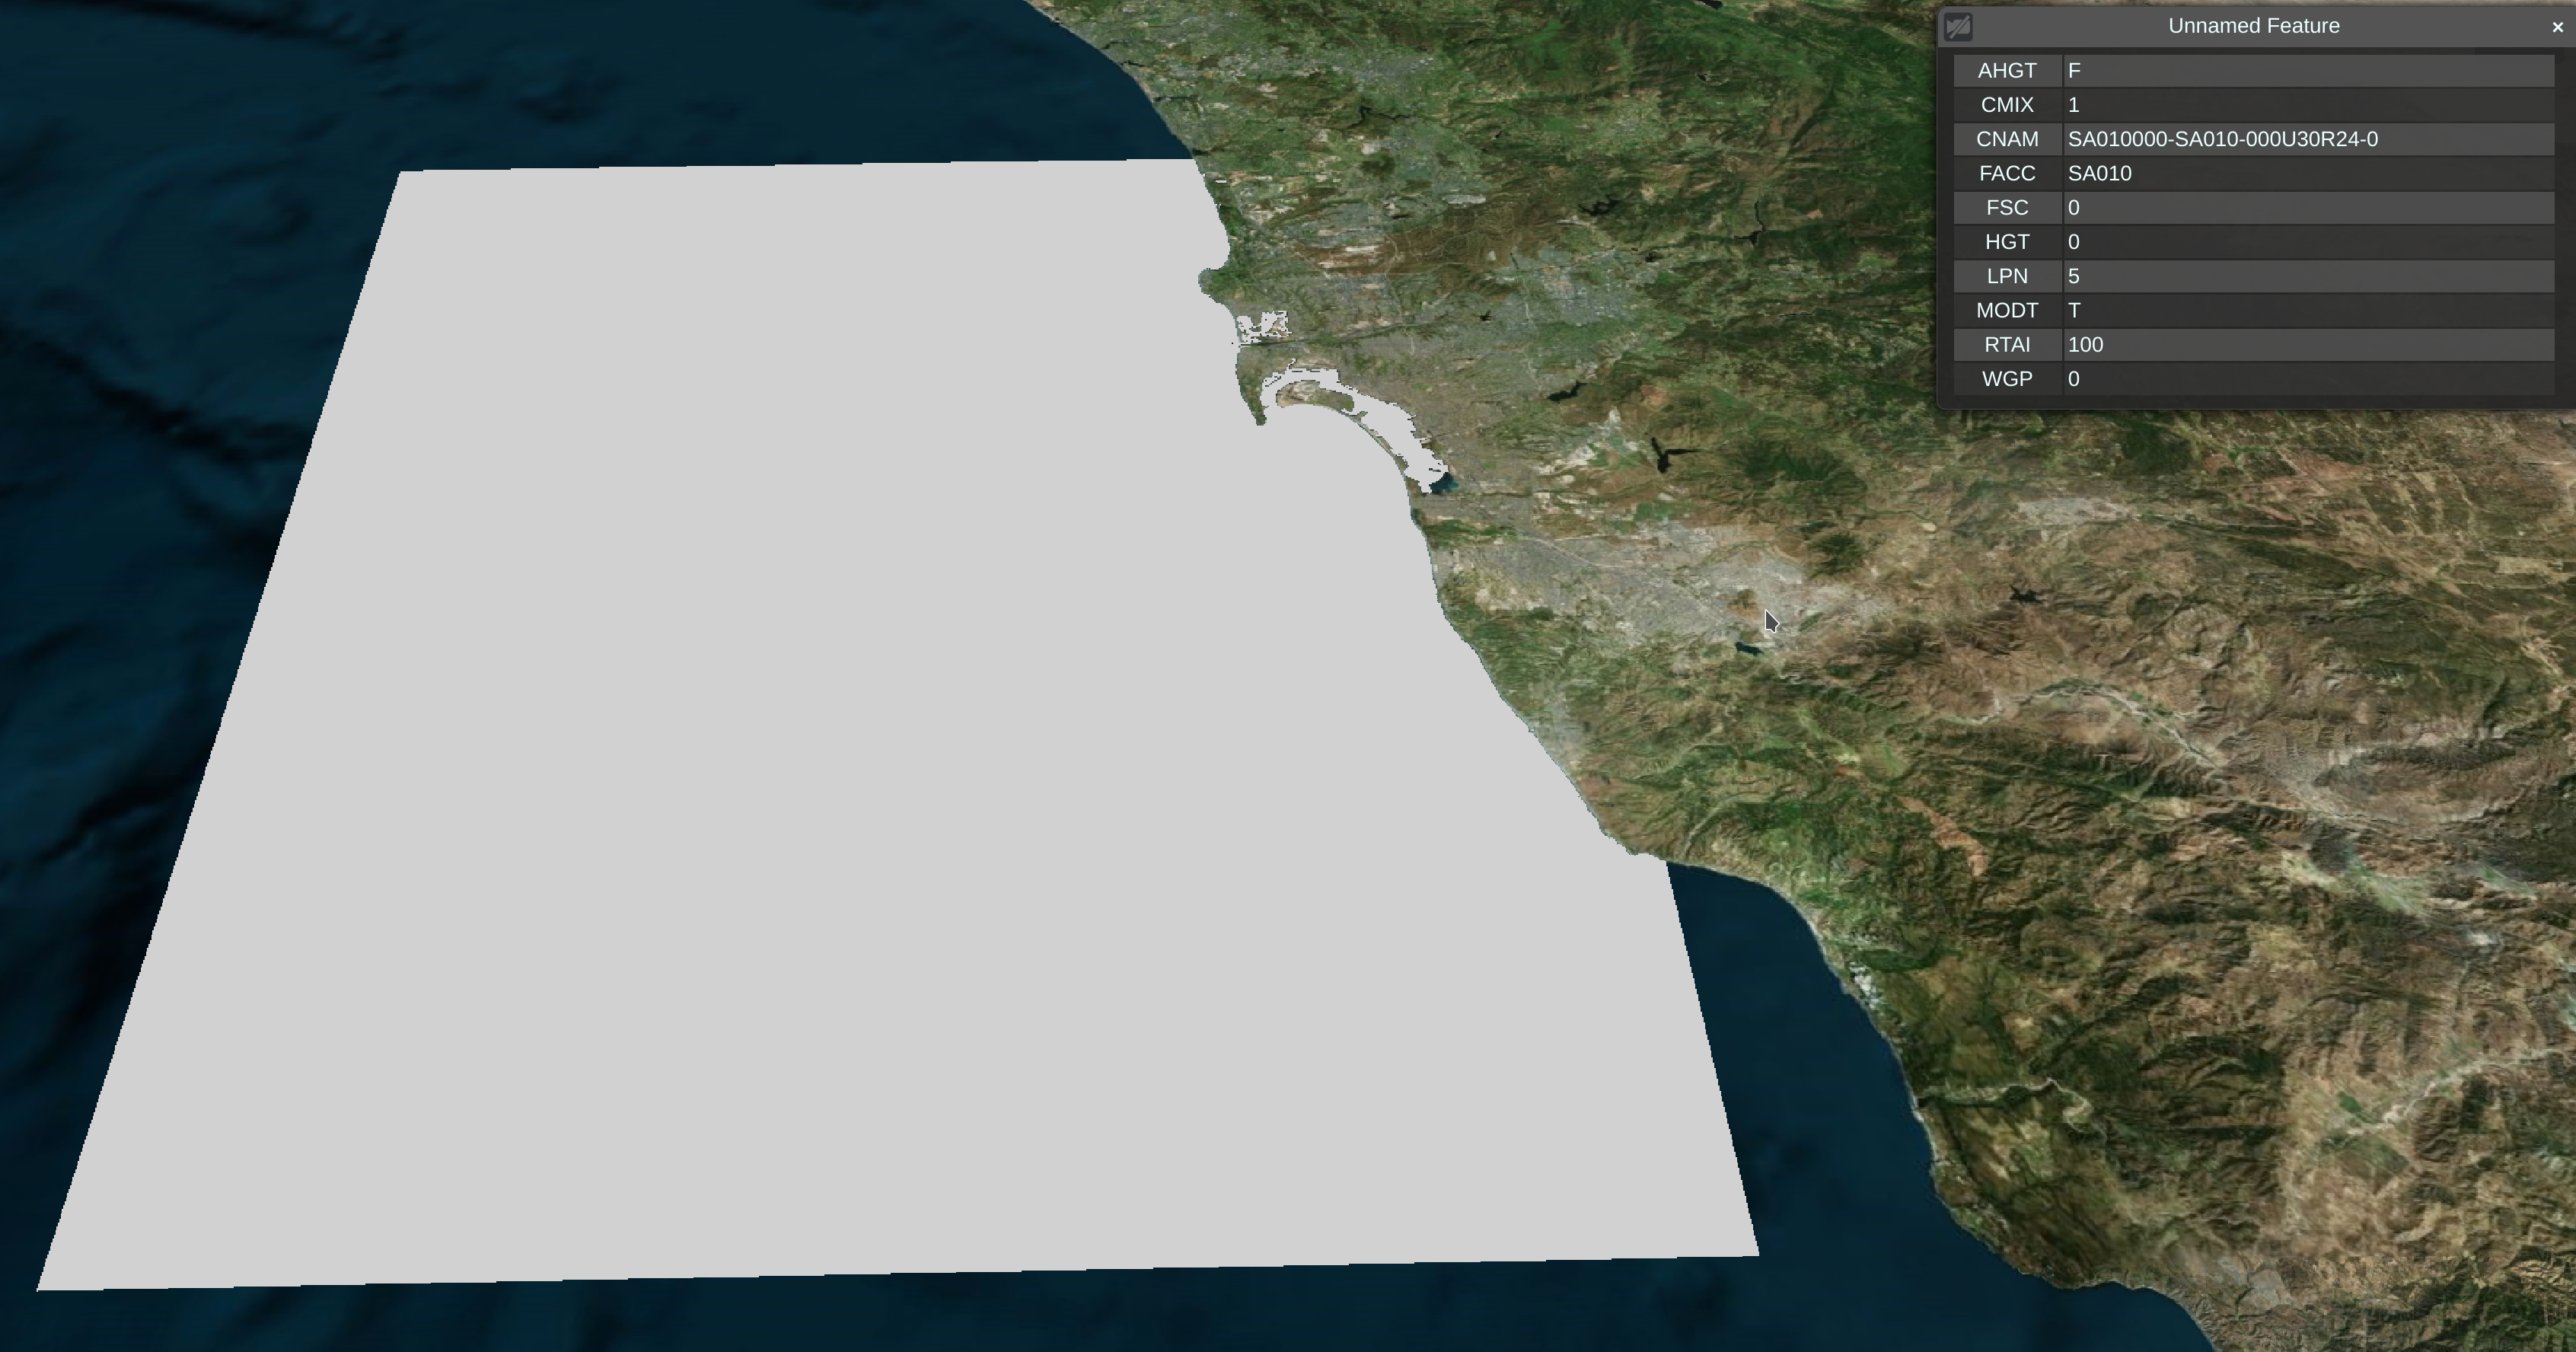 Unnamed Feature ×
AHGT F
CMIX 1
CNAM SA010000-SA010-000U30R24-0
FACC SA010
FSC 0
HGT 0
LPN 5
MODT T
RTAI 100
WGP 0